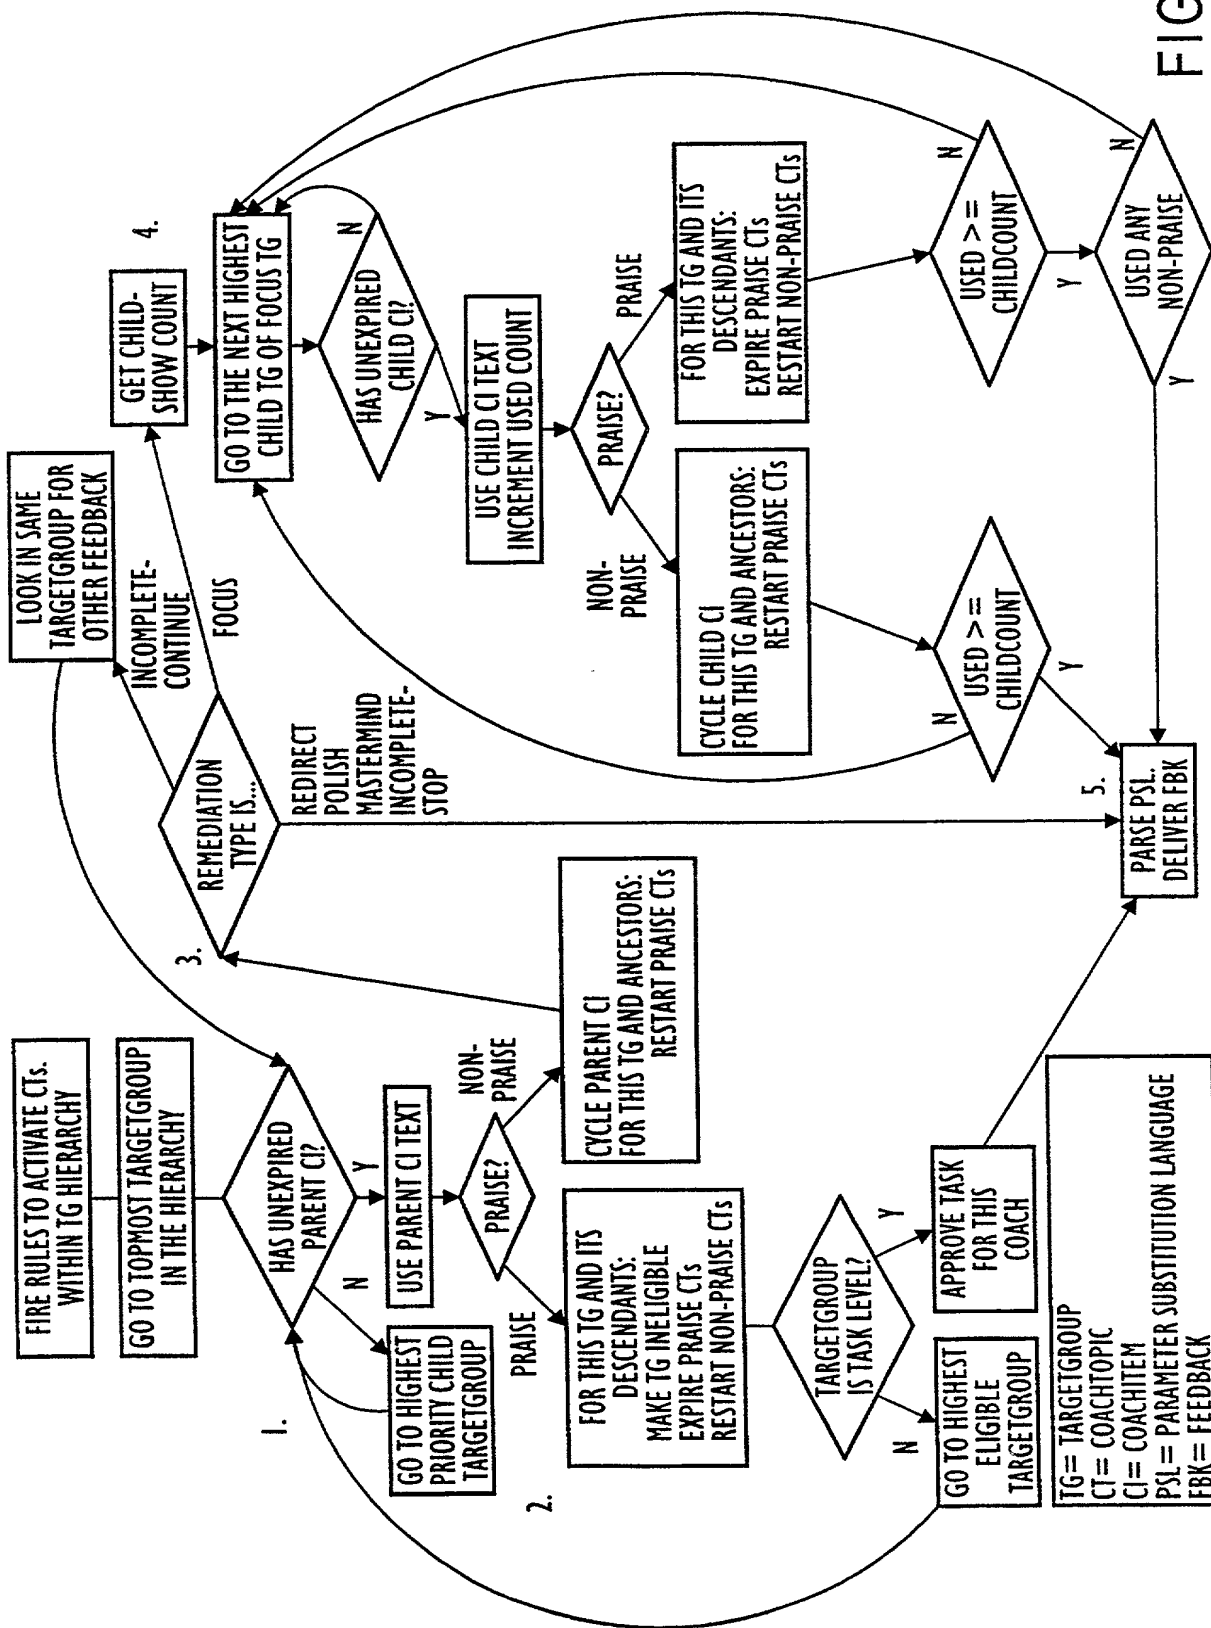 FIRE RULES TO ACTIVATE CTs.
WITHIN TG HIERARCHY
GO TO TOPMOST TARGETGROUP
IN THE HIERARCHY
1.
HAS UNEXPIRED
PARENT CI?
N
Y
GO TO HIGHEST
PRIORITY CHILD
TARGETGROUP
USE PARENT CI TEXT
2.
PRAISE?
PRAISE
NON-
PRAISE
FOR THIS TG AND ITS
DESCENDANTS:
MAKE TG INELIGIBLE
EXPIRE PRAISE CTs
RESTART NON-PRAISE CTs
CYCLE PARENT CI
FOR THIS TG AND ANCESTORS:
RESTART PRAISE CTs
TARGETGROUP
IS TASK LEVEL?
N
Y
GO TO HIGHEST
ELIGIBLE
TARGETGROUP
APPROVE TASK
FOR THIS
COACH
TG= TARGETGROUP
CT= COACHTOPIC
CI= COACHITEM
PSL= PARAMETER SUBSTITUTION LANGUAGE
FBK= FEEDBACK
LOOK IN SAME
TARGETGROUP FOR
OTHER FEEDBACK
INCOMPLETE-
CONTINUE
FOCUS
3.
REMEDIATION
TYPE IS...
REDIRECT
POLISH
MASTERMIND
INCOMPLETE-
STOP
4.
GET CHILD-
SHOW COUNT
GO TO THE NEXT HIGHEST
CHILD TG OF FOCUS TG
HAS UNEXPIRED
CHILD CI?
N
Y
USE CHILD CI TEXT
INCREMENT USED COUNT
PRAISE?
NON-
PRAISE
PRAISE
CYCLE CHILD CI
FOR THIS TG AND ANCESTORS:
RESTART PRAISE CTs
FOR THIS TG AND ITS
DESCENDANTS:
EXPIRE PRAISE CTs
RESTART NON-PRAISE CTs
USED >=
CHILDCOUNT
N
Y
USED >=
CHILDCOUNT
N
Y
USED ANY
NON-PRAISE
N
Y
5.
PARSE PSL.
DELIVER FBK
FIG